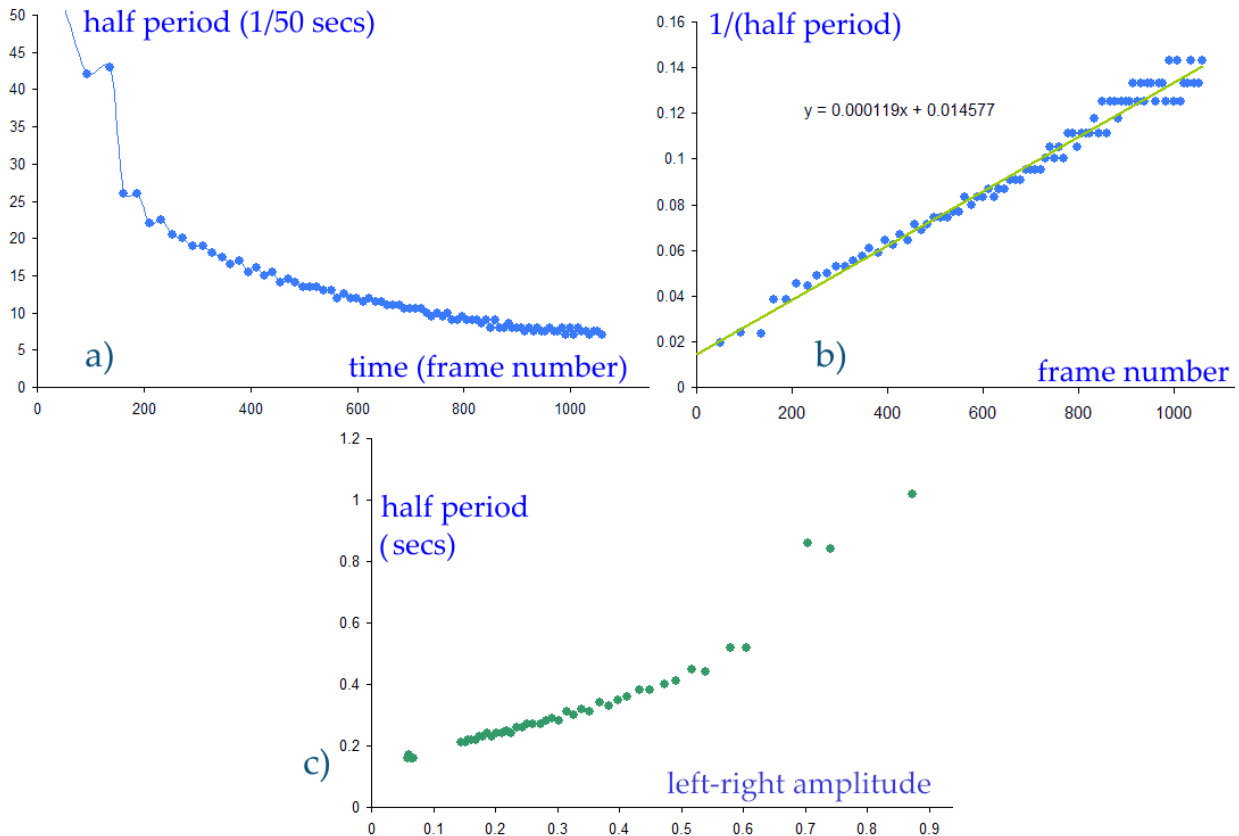 half period (1/50 secs)
50
45
40
35
30
25
20
15
10
5
0
a)
time (frame number)
0 200 400 600 800 1000
1/(half period)
0.16
0.14
0.12
0.1
0.08
0.06
0.04
0.02
0
y = 0.000119x + 0.014577
b)
frame number
0 200 400 600 800 1000
1.2
1
0.8
0.6
0.4
0.2
0
half period
(secs)
c)
left-right amplitude
0 0.1 0.2 0.3 0.4 0.5 0.6 0.7 0.8 0.9